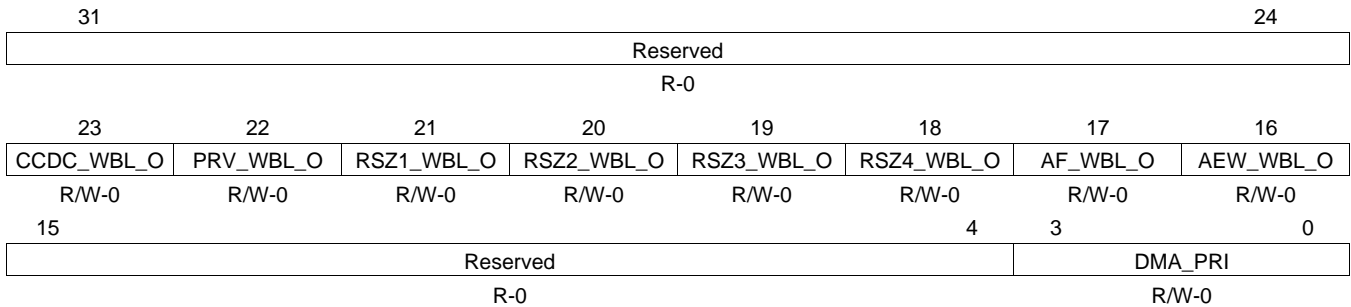 31 24
Reserved
R-0
23 22 21 20 19 18 17 16
CCDC_WBL_O PRV_WBL_O RSZ1_WBL_O RSZ2_WBL_O RSZ3_WBL_O RSZ4_WBL_O AF_WBL_O AEW_WBL_O
R/W-0 R/W-0 R/W-0 R/W-0 R/W-0 R/W-0 R/W-0 R/W-0
15 4 3 0
Reserved DMA_PRI
R-0 R/W-0